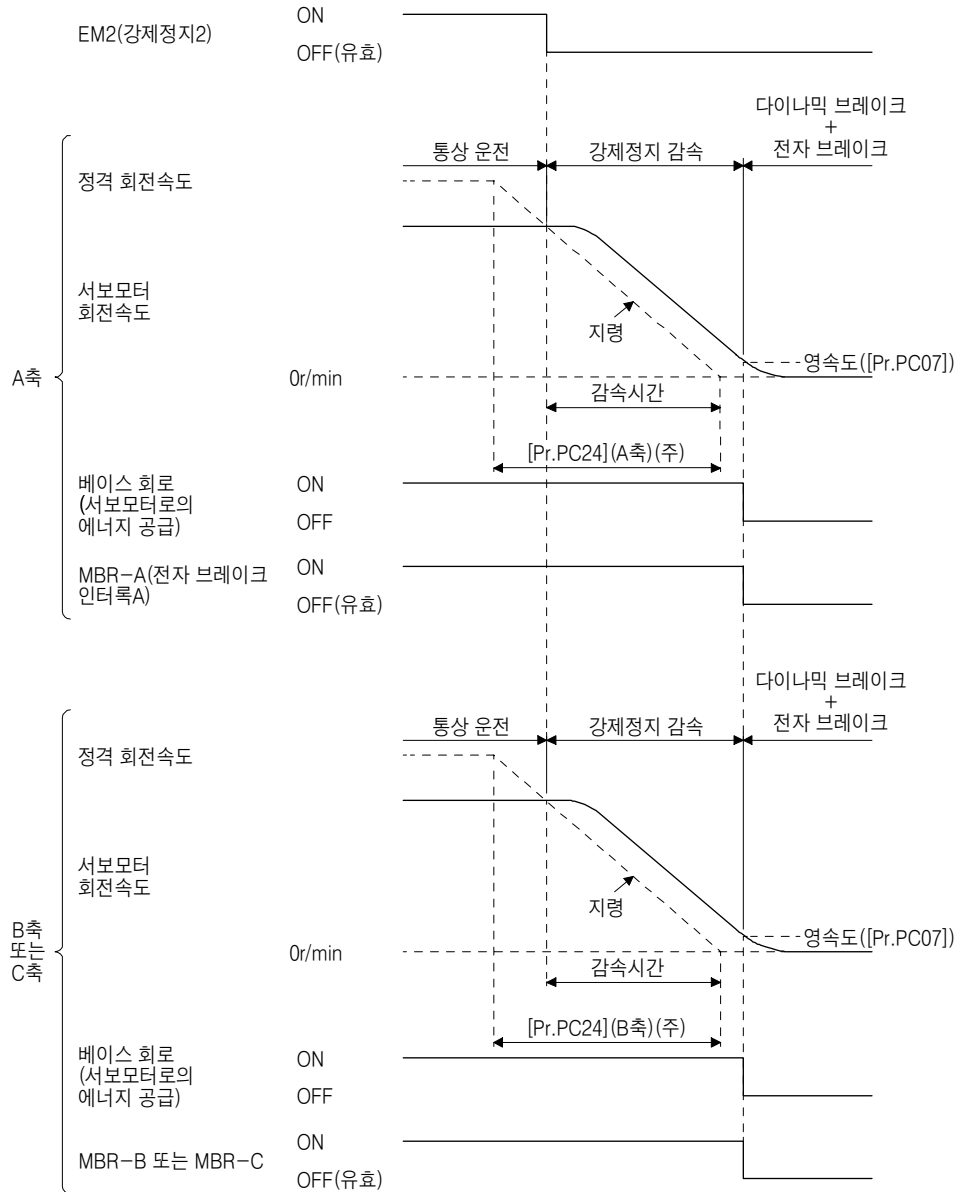 EM2(강제정지2)
ON
OFF(유효)
다이나믹 브레이크
+
전자 브레이크
통상 운전
강제정지 감속
A축
정격 회전속도
서보모터
회전속도
지령
영속도([Pr.PC07])
0r/min
감속시간
[Pr.PC24](A축)(주)
베이스 회로
(서보모터로의
에너지 공급)
ON
OFF
MBR-A(전자 브레이크
인터록A)
ON
OFF(유효)
다이나믹 브레이크
+
전자 브레이크
통상 운전
강제정지 감속
B축
또는
C축
정격 회전속도
서보모터
회전속도
지령
영속도([Pr.PC07])
0r/min
감속시간
[Pr.PC24](B축)(주)
베이스 회로
(서보모터로의
에너지 공급)
ON
OFF
MBR-B 또는 MBR-C
ON
OFF(유효)